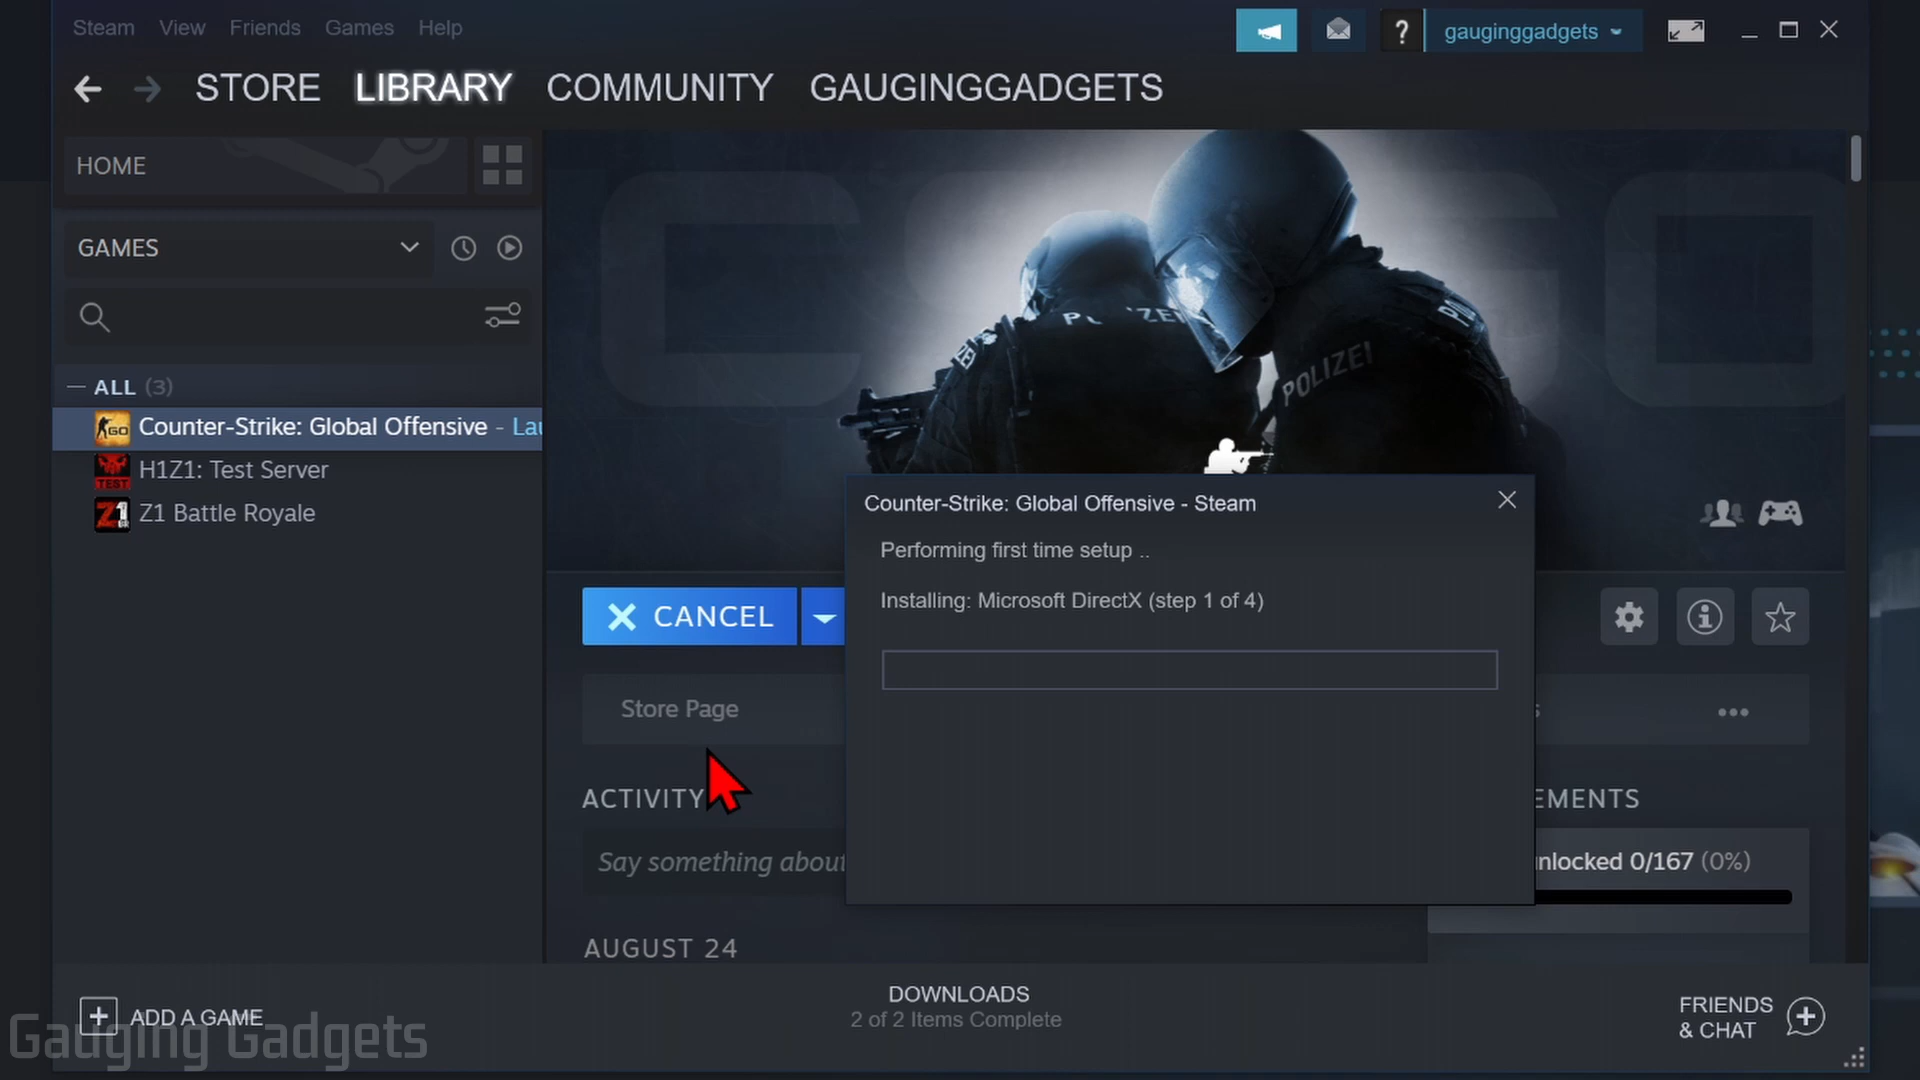 Steam View Friends Games Help
? gauginggadgets
STORE LIBRARY COMMUNITY GAUGINGGADGETS
HOME
GAMES
ALL (3)
Counter-Strike: Global Offensive - Lau
H1Z1: Test Server
Z1 Battle Royale
POLIZEI
Counter-Strike: Global Offensive - Steam
Performing first time setup ..
Installing: Microsoft DirectX (step 1 of 4)
CANCEL
Store Page
ACTIVITY
EMENTS
Say something about
nlocked 0/167 (0%)
AUGUST 24
ADD A GAME
DOWNLOADS
2 of 2 Items Complete
FRIENDS
& CHAT
Gauging Gadgets